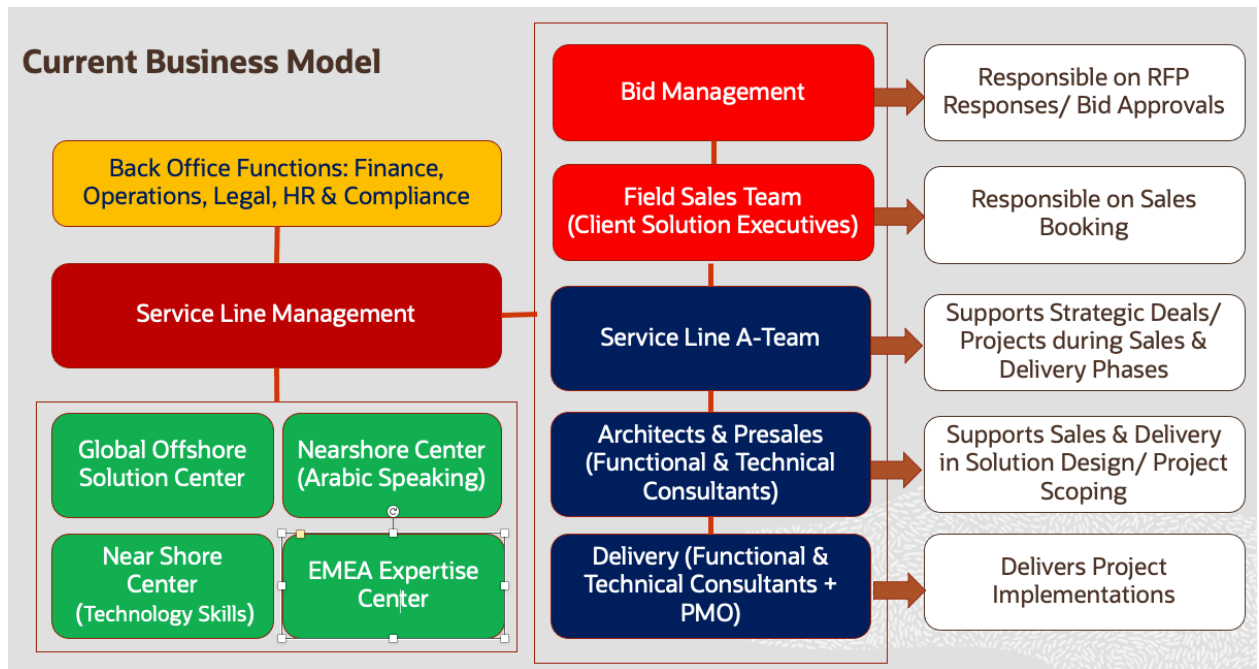 Current Business Model
Back Office Functions: Finance,
Operations, Legal, HR & Compliance
Service Line Management
Global Offshore
Solution Center
Nearshore Center
(Arabic Speaking)
Near Shore
Center
(Technology Skills)
EMEA Expertise
Center
Bid Management
Responsible on RFP
Responses/ Bid Approvals
Field Sales Team
(Client Solution Executives)
Responsible on Sales
Booking
Service Line A-Team
Supports Strategic Deals/
Projects during Sales &
Delivery Phases
Architects & Presales
(Functional & Technical
Consultants)
Supports Sales & Delivery
in Solution Design/ Project
Scoping
Delivery (Functional &
Technical Consultants +
PMO)
Delivers Project
Implementations